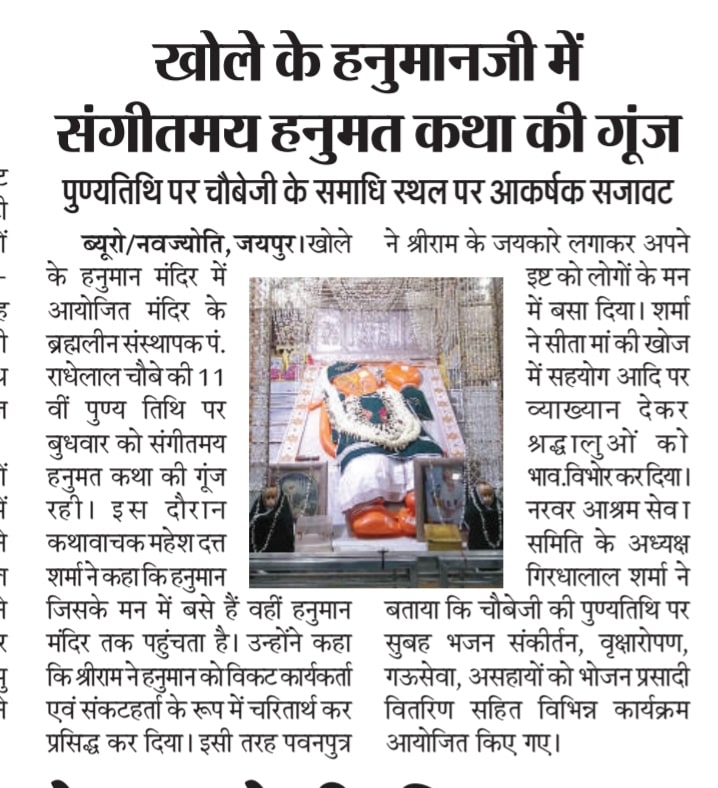 खोले के हनुमानजी में
संगीतमय हनुमत कथा की गूंज
पुण्यतिथि पर चौबेजी के समाधि स्थल पर आकर्षक सजावट
ब्यूरो/नवज्योति, जयपुर। खोले
के हनुमान मंदिर में
आयोजित मंदिर के
ब्रह्मलीन संस्थापक पं.
राधेलाल चौबे की 11
वीं पुण्य तिथि पर
बुधवार को संगीतमय
हनुमत कथा की गूंज
रही। इस दौरान
कथावाचक महेश दत्त
शर्मा ने कहा कि हनुमान
जिसके मन में बसे हैं वहीं हनुमान
मंदिर तक पहुंचता है। उन्होंने कहा
कि श्रीराम ने हनुमान को विकट कार्यकर्ता
एवं संकटहर्ता के रूप में चरितार्थ कर
प्रसिद्ध कर दिया। इसी तरह पवनपुत्र
ने श्रीराम के जयकारे लगाकर अपने
इष्ट को लोगों के मन
में बसा दिया। शर्मा
ने सीता मां की खोज
में सहयोग आदि पर
व्याख्यान देकर
श्रद्धालुओं को
भाव.विभोर कर दिया।
नरवर आश्रम सेवा
समिति के अध्यक्ष
गिरधालाल शर्मा ने
बताया कि चौबेजी की पुण्यतिथि पर
सुबह भजन संकीर्तन, वृक्षारोपण,
गऊसेवा, असहायों को भोजन प्रसादी
वितरिण सहित विभिन्न कार्यक्रम
आयोजित किए गए।